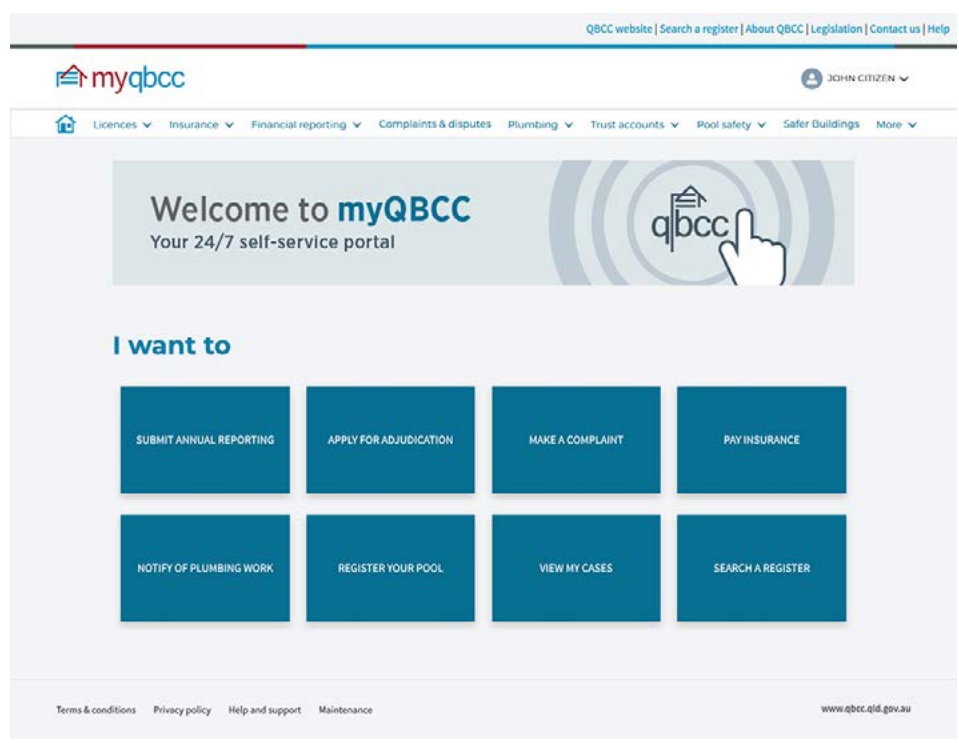 QBCC website | Search a register | About QBCC | Legislation | Contact us | Help
myqbcc
JOHN CITIZEN
Licences Insurance Financial reporting Complaints & disputes Plumbing Trust accounts Pool safety Safer Buildings More
Welcome to myQBCC
Your 24/7 self-service portal
qbcc
I want to
SUBMIT ANNUAL REPORTING APPLY FOR ADJUDICATION MAKE A COMPLAINT PAY INSURANCE
NOTIFY OF PLUMBING WORK REGISTER YOUR POOL VIEW MY CASES SEARCH A REGISTER
Terms & conditions Privacy policy Help and support Maintenance www.qbcc.qld.gov.au